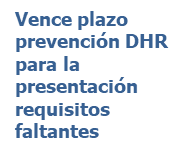 Vence plazo
prevención DHR
para la
presentación
requisitos
faltantes